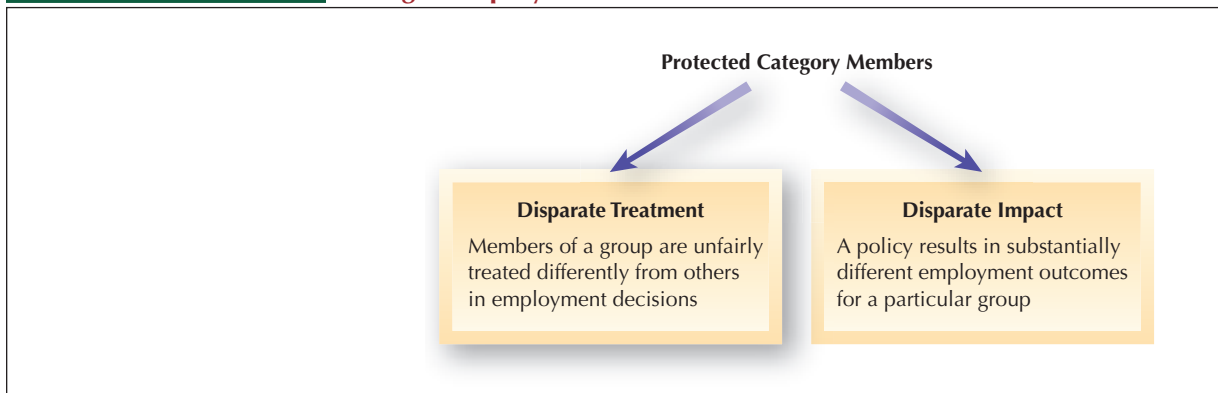 Protected Category Members
Disparate Treatment
Members of a group are unfairly
treated differently from others
in employment decisions
Disparate Impact
A policy results in substantially
different employment outcomes
for a particular group